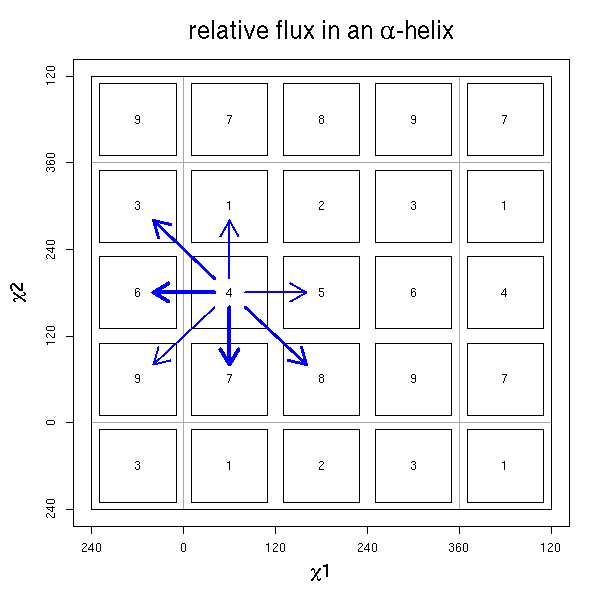 relative flux in an α-helix
120
9 7 8 9 7
360
3 1 2 3 1
240
6 4 5 6 4
χ2
120
9 7 8 9 7
0
3 1 2 3 1
240
240 0 120 240 360 120
χ1